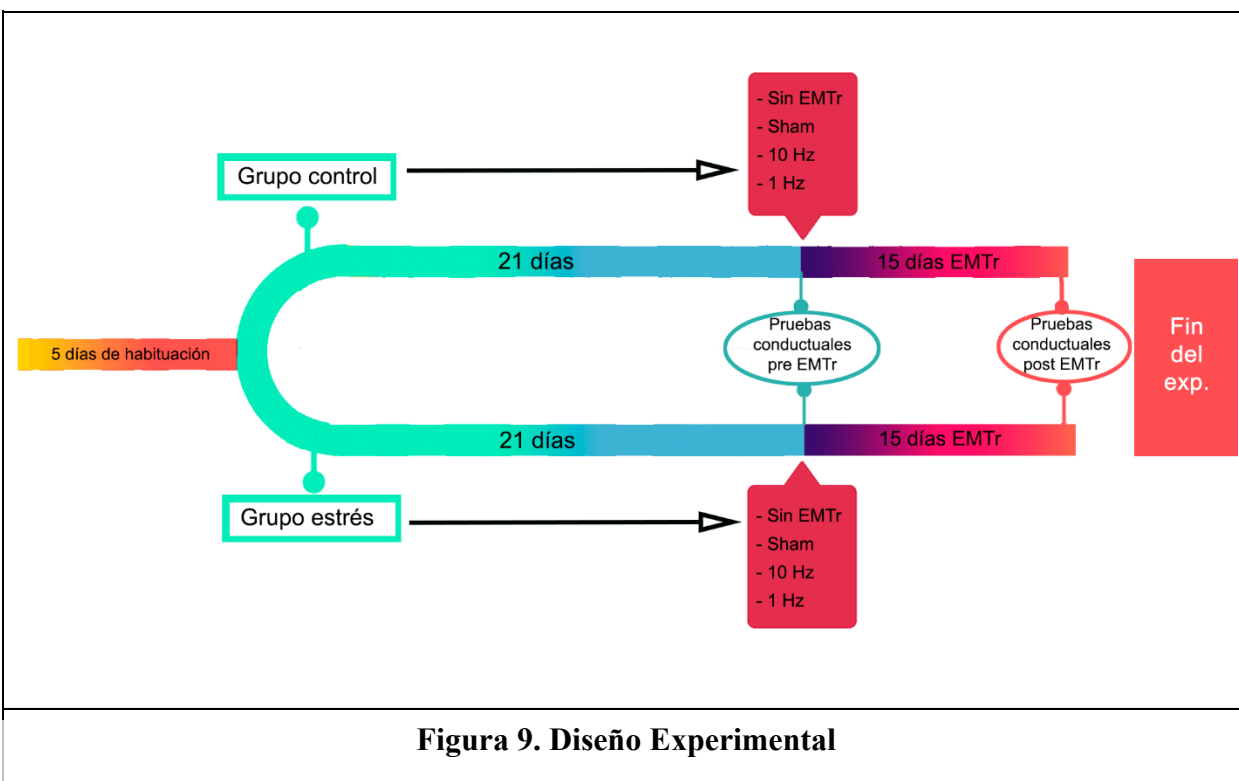 - Sin EMTr
- Sham
- 10 Hz
- 1 Hz
Grupo control
21 días
15 días EMTr
5 días de habituación
Pruebas
conductuales
pre EMTr
Pruebas
conductuales
post EMTr
Fin
del
exp.
21 días
15 días EMTr
Grupo estrés
- Sin EMTr
- Sham
- 10 Hz
- 1 Hz
Figura 9. Diseño Experimental